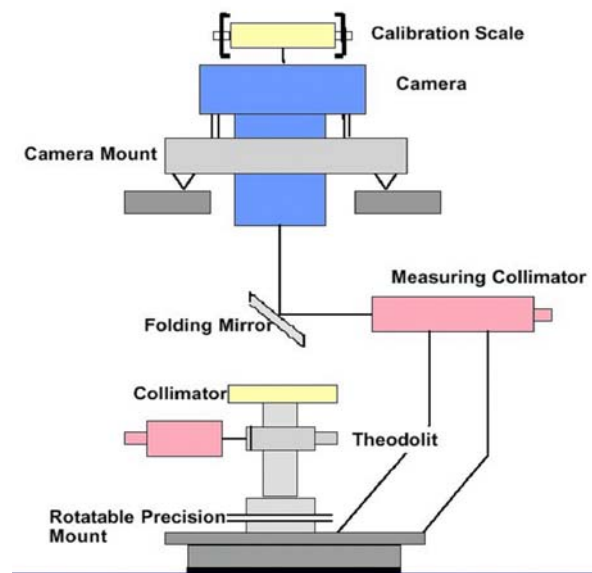 Calibration Scale
Camera
Camera Mount
Measuring Collimator
Folding Mirror
Collimator
Theodolit
Rotatable Precision
Mount